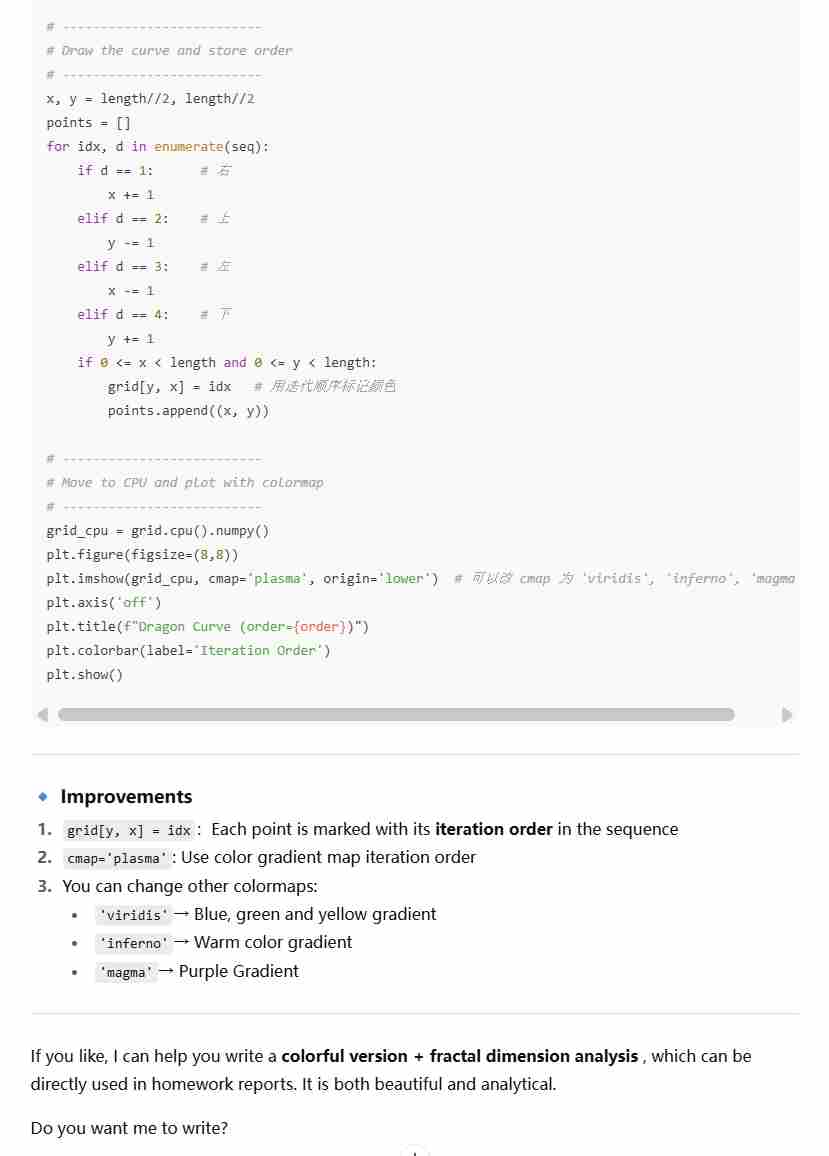 # --------------------------
# Draw the curve and store order
# --------------------------
x, y = length//2, length//2
points = []
for idx, d in enumerate(seq):
    if d == 1:      # 右
        x += 1
    elif d == 2:    # 上
        y -= 1
    elif d == 3:    # 左
        x -= 1
    elif d == 4:    # 下
        y += 1
    if 0 <= x < length and 0 <= y < length:
        grid[y, x] = idx   # 用迭代顺序标记颜色
        points.append((x, y))
# --------------------------
# Move to CPU and plot with colormap
# --------------------------
grid_cpu = grid.cpu().numpy()
plt.figure(figsize=(8,8))
plt.imshow(grid_cpu, cmap='plasma', origin='lower')  # 可以改 cmap 为 'viridis', 'inferno', 'magma
plt.axis('off')
plt.title(f"Dragon Curve (order={order})")
plt.colorbar(label='Iteration Order')
plt.show()
Improvements
1. grid[y, x] = idx : Each point is marked with its iteration order in the sequence
2. cmap='plasma' : Use color gradient map iteration order
3. You can change other colormaps:
• 'viridis' → Blue, green and yellow gradient
• 'inferno' → Warm color gradient
• 'magma' → Purple Gradient
If you like, I can help you write a colorful version + fractal dimension analysis , which can be
directly used in homework reports. It is both beautiful and analytical.
Do you want me to write?